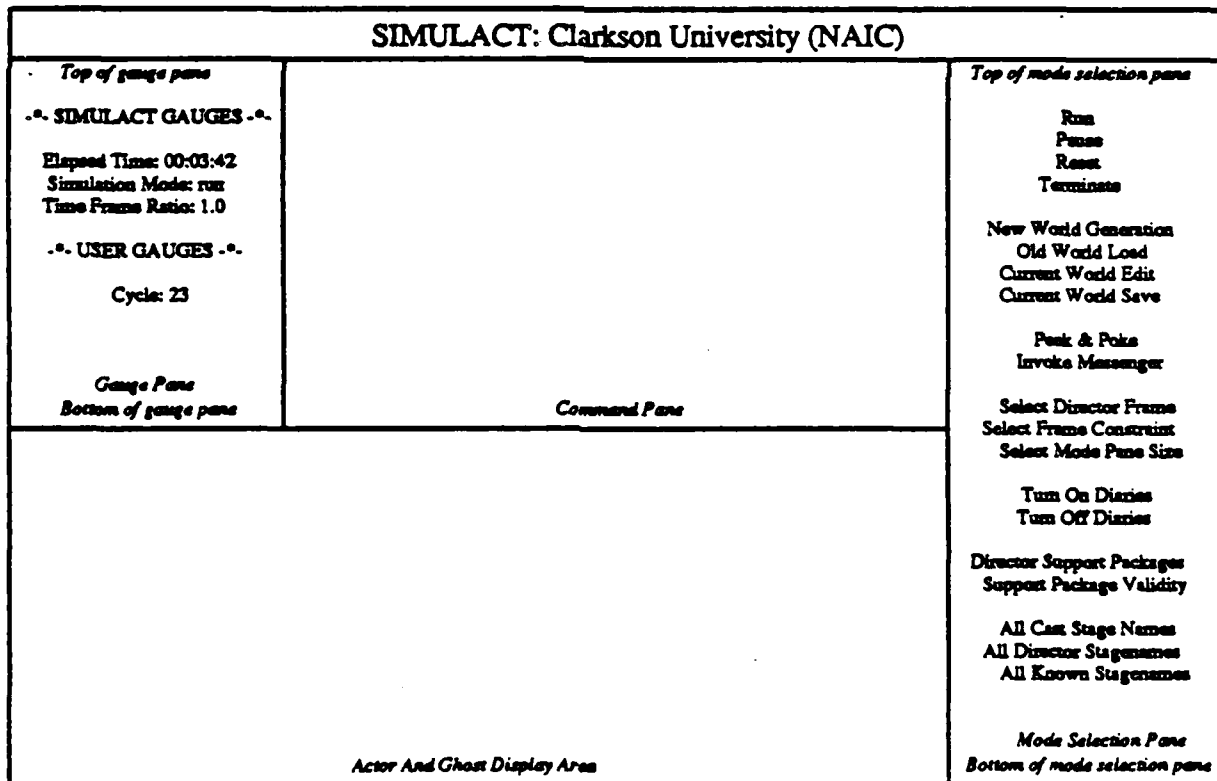 SIMULACT: Clarkson University (NAIC)
Top of gauge pane
-*- SIMULACT GAUGES -*-
Elapsed Time: 00:03:42
Simulation Mode: run
Time Frame Ratio: 1.0
-*- USER GAUGES -*-
Cycle: 23
Gauge Pane
Bottom of gauge pane
Command Pane
Actor And Ghost Display Area
Top of mode selection pane
Run
Pause
Reset
Terminate
New World Generation
Old World Load
Current World Edit
Current World Save
Peek & Poke
Invoke Messenger
Select Director Frame
Select Frame Constraint
Select Mode Pane Size
Turn On Diaries
Turn Off Diaries
Director Support Packages
Support Package Validity
All Cast Stage Names
All Director Stagenames
All Known Stagenames
Mode Selection Pane
Bottom of mode selection pane